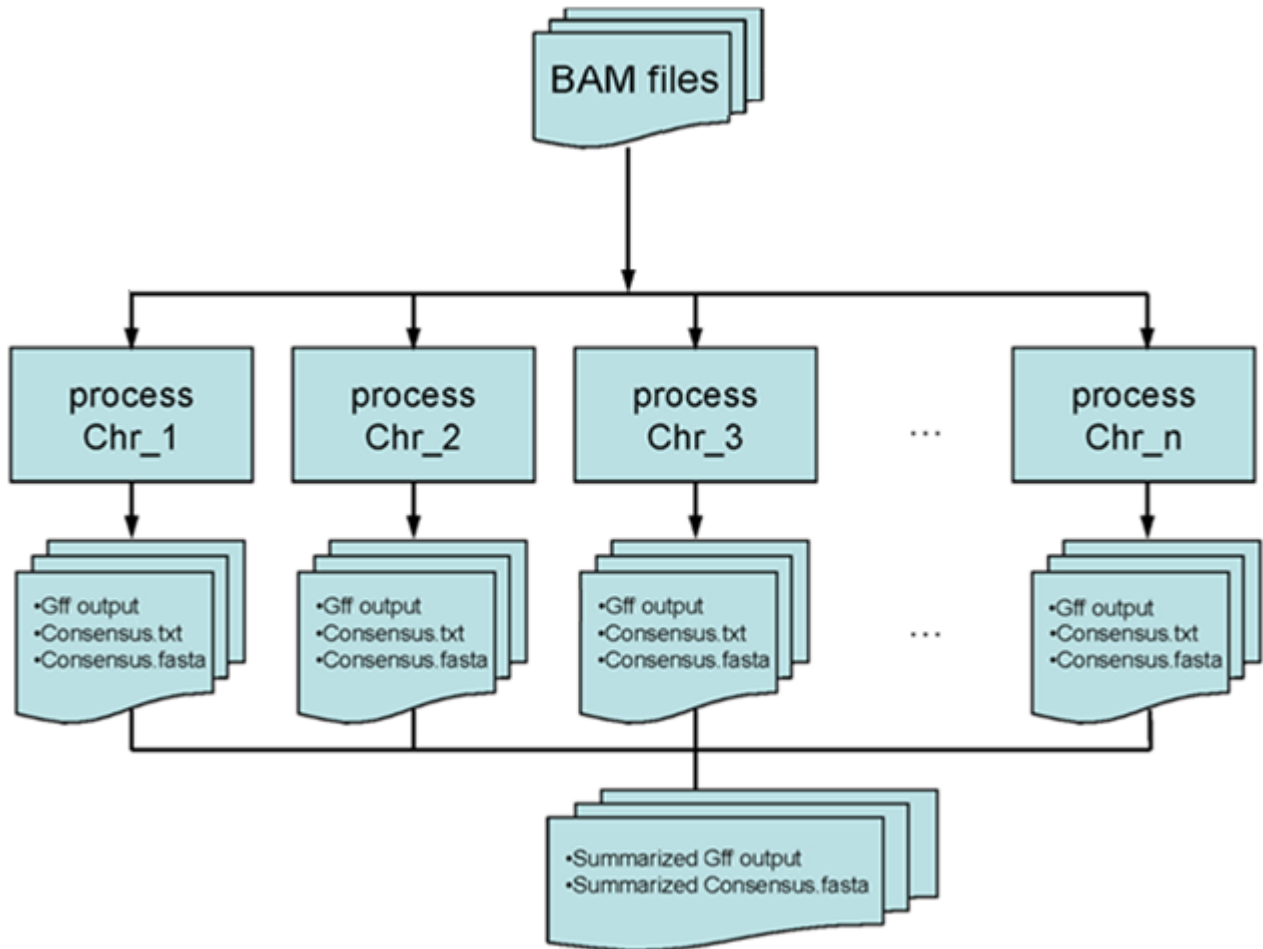 BAM files
process
Chr_1
process
Chr_2
process
Chr_3
...
process
Chr_n
•Gff output
•Consensus.txt
•Consensus.fasta
•Gff output
•Consensus.txt
•Consensus.fasta
•Gff output
•Consensus.txt
•Consensus.fasta
...
•Gff output
•Consensus.txt
•Consensus.fasta
•Summarized Gff output
•Summarized Consensus.fasta